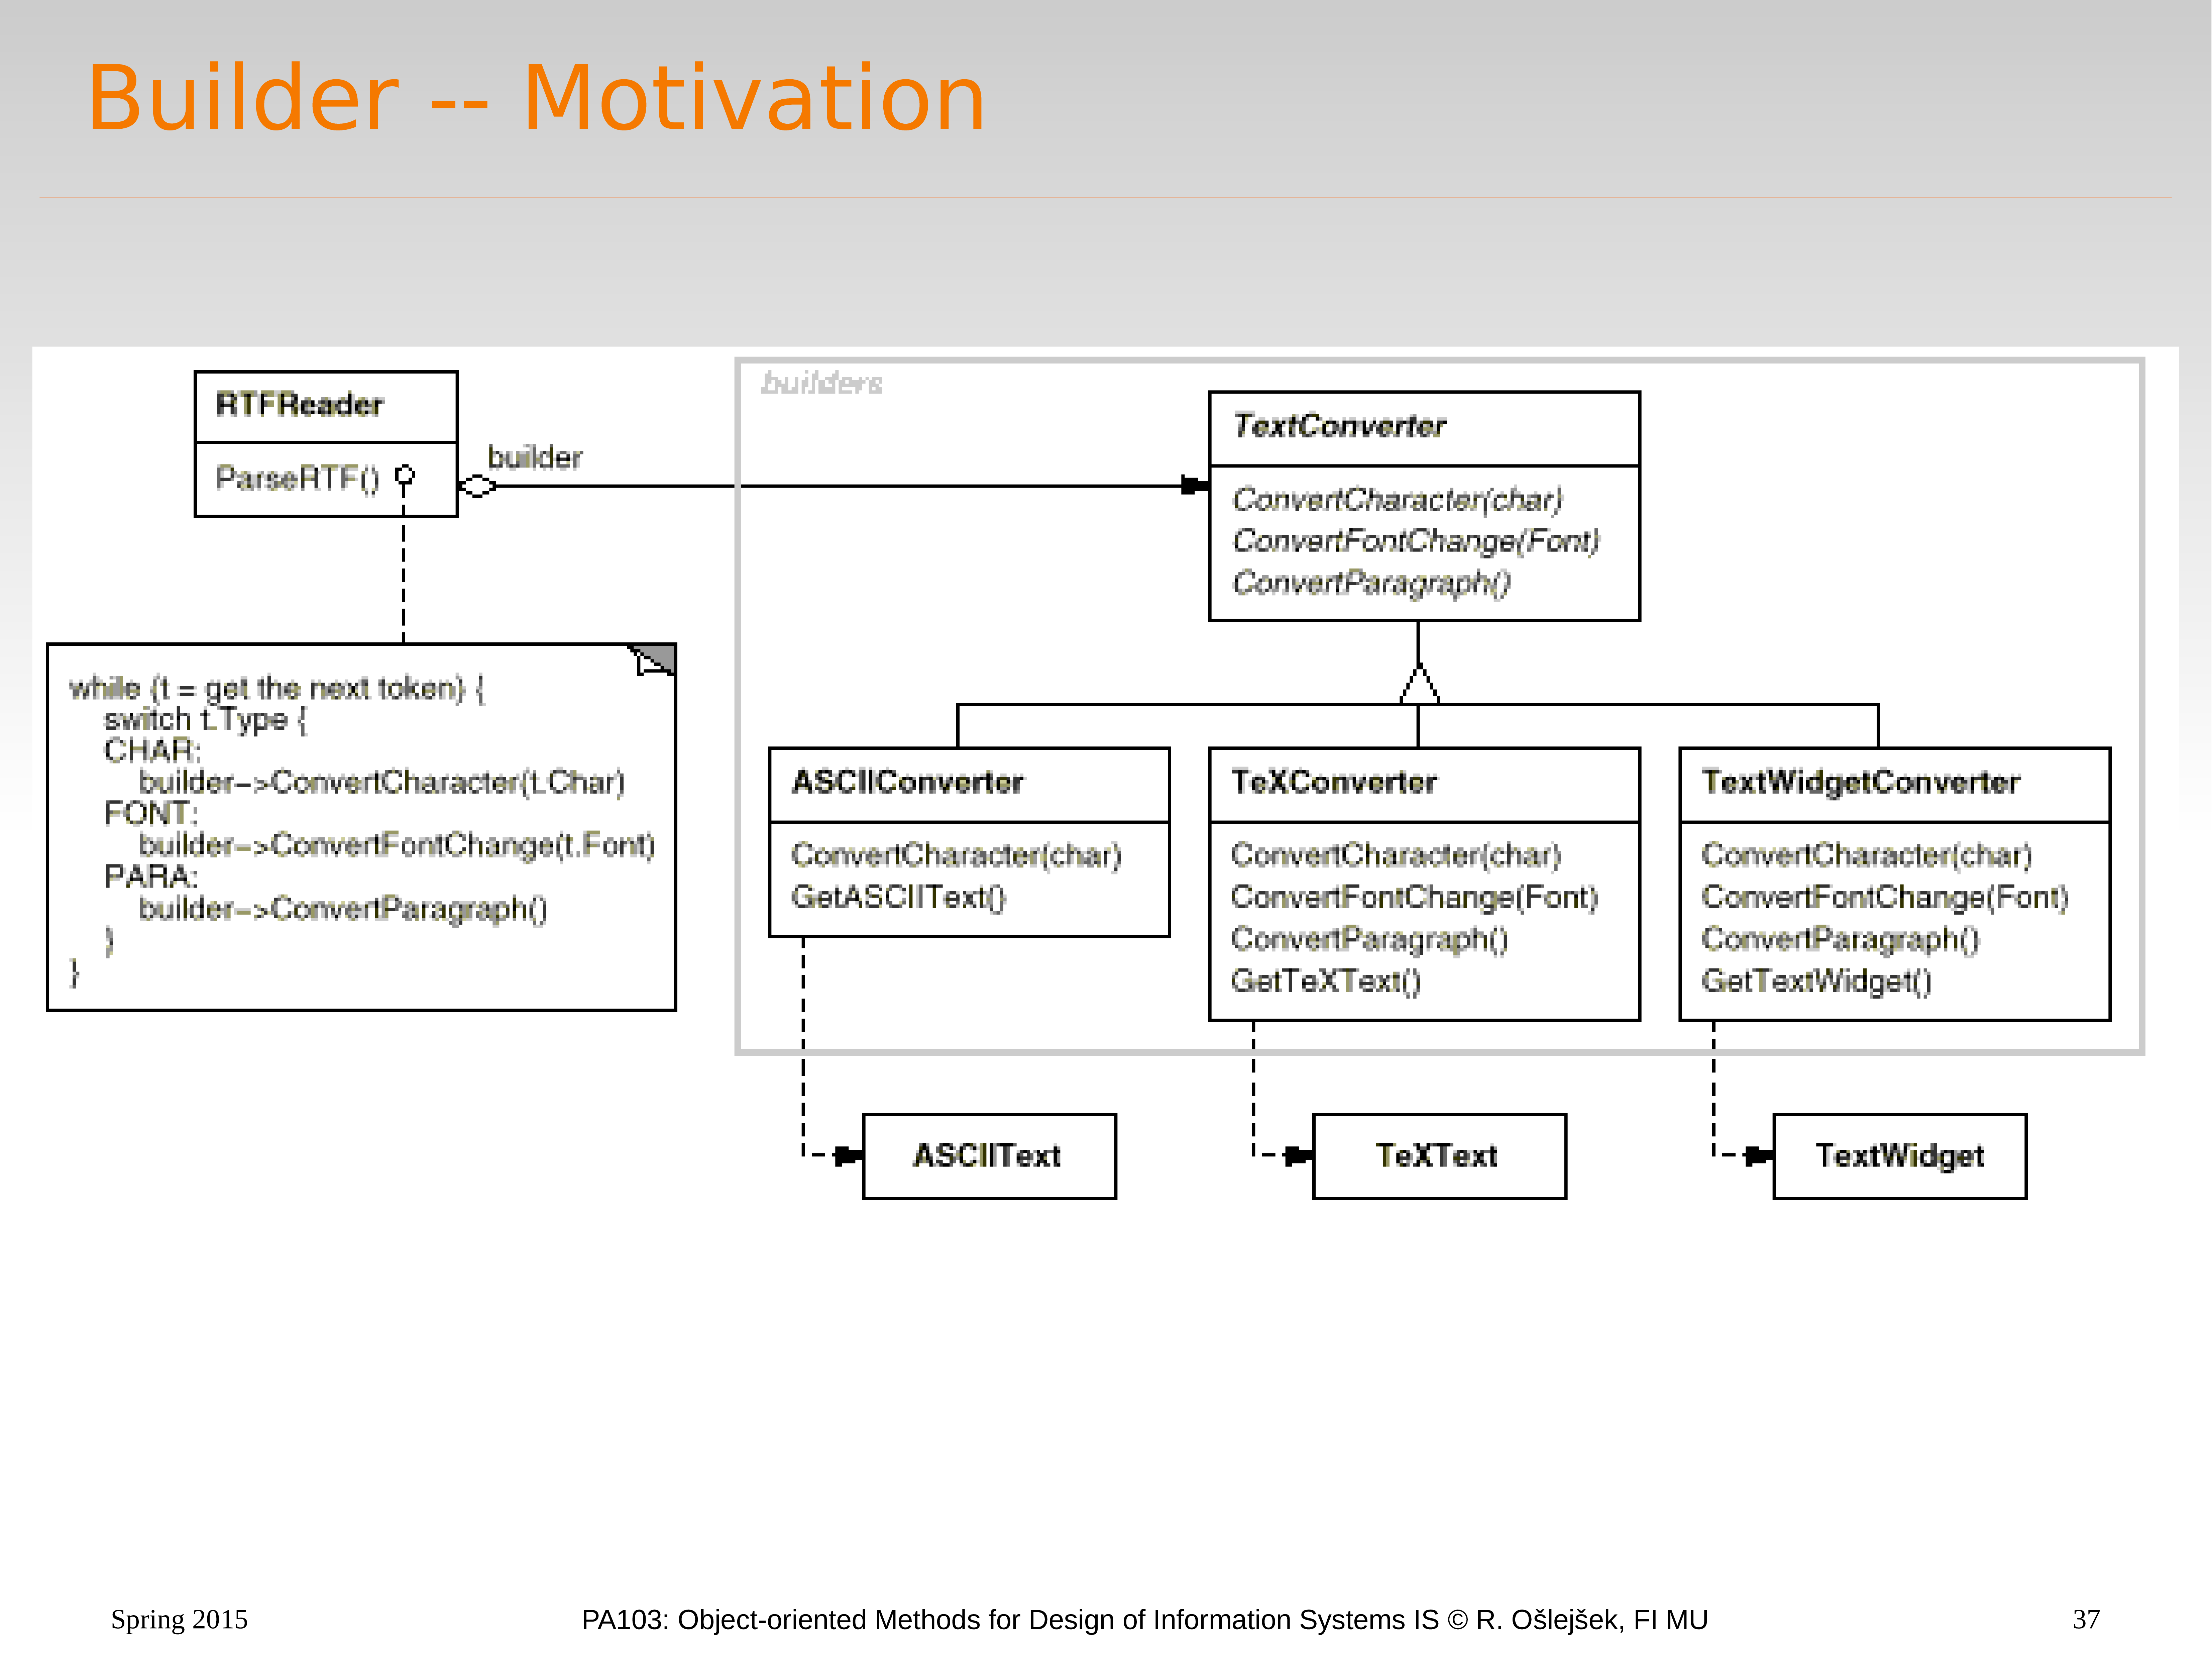 Builder -- Motivation
RTFReader
ParseRTF()
builder
while (t = get the next token) {
switch t.Type {
CHAR:
builder->ConvertCharacter(t.Char)
FONT:
builder->ConvertFontChange(t.Font)
PARA:
builder->ConvertParagraph()
}
}
builders
TextConverter
ConvertCharacter(char)
ConvertFontChange(Font)
ConvertParagraph()
ASCIIConverter
ConvertCharacter(char)
GetASCIIText()
TeXConverter
ConvertCharacter(char)
ConvertFontChange(Font)
ConvertParagraph()
GetTeXText()
TextWidgetConverter
ConvertCharacter(char)
ConvertFontChange(Font)
ConvertParagraph()
GetTextWidget()
ASCIIText
TeXText
TextWidget
Spring 2015
PA103: Object-oriented Methods for Design of Information Systems IS © R. Ošlejšek, FI MU
37